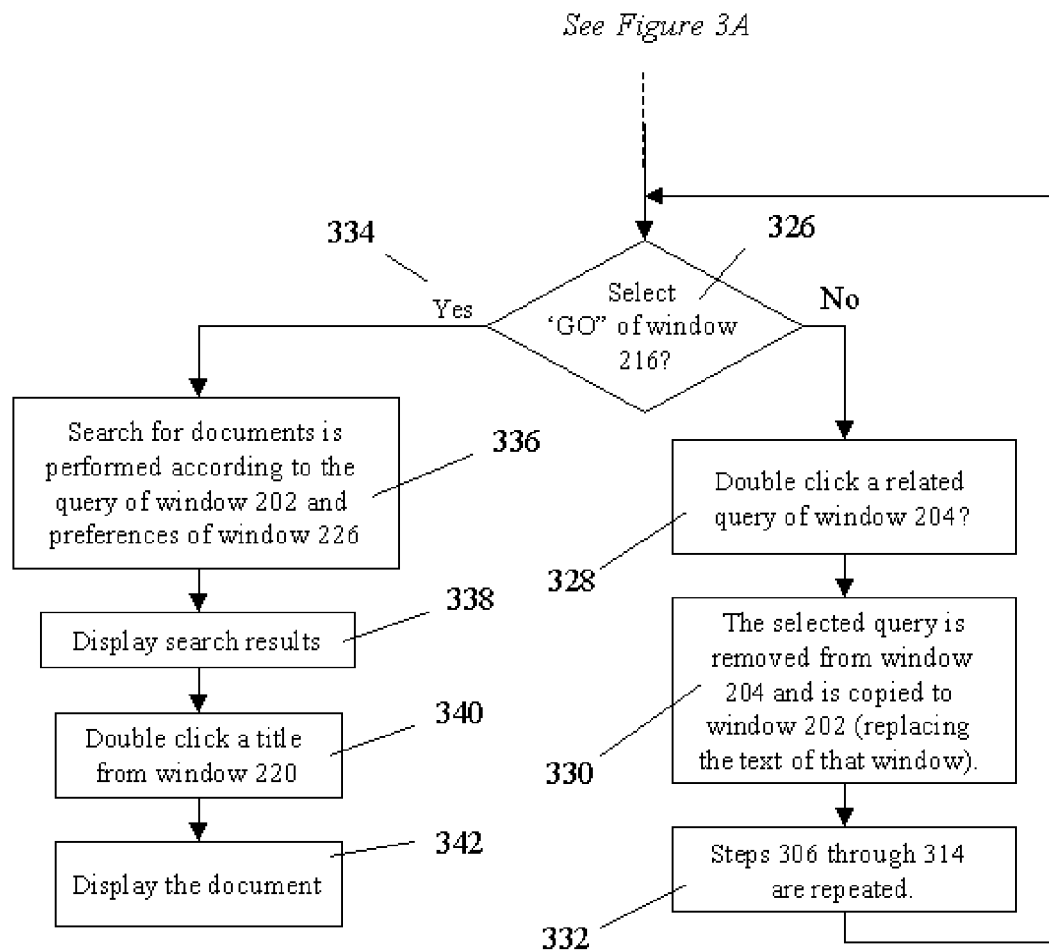 See Figure 3A
334
326
Yes
Select
‘GO” of window
216?
No
Search for documents is
performed according to the
query of window 202 and
preferences of window 226
336
Double click a related
query of window 204?
328
338
Display search results
The selected query is
removed from window
204 and is copied to
window 202 (replacing
the text of that window).
330
340
Double click a title
from window 220
342
Display the document
Steps 306 through 314
are repeated.
332